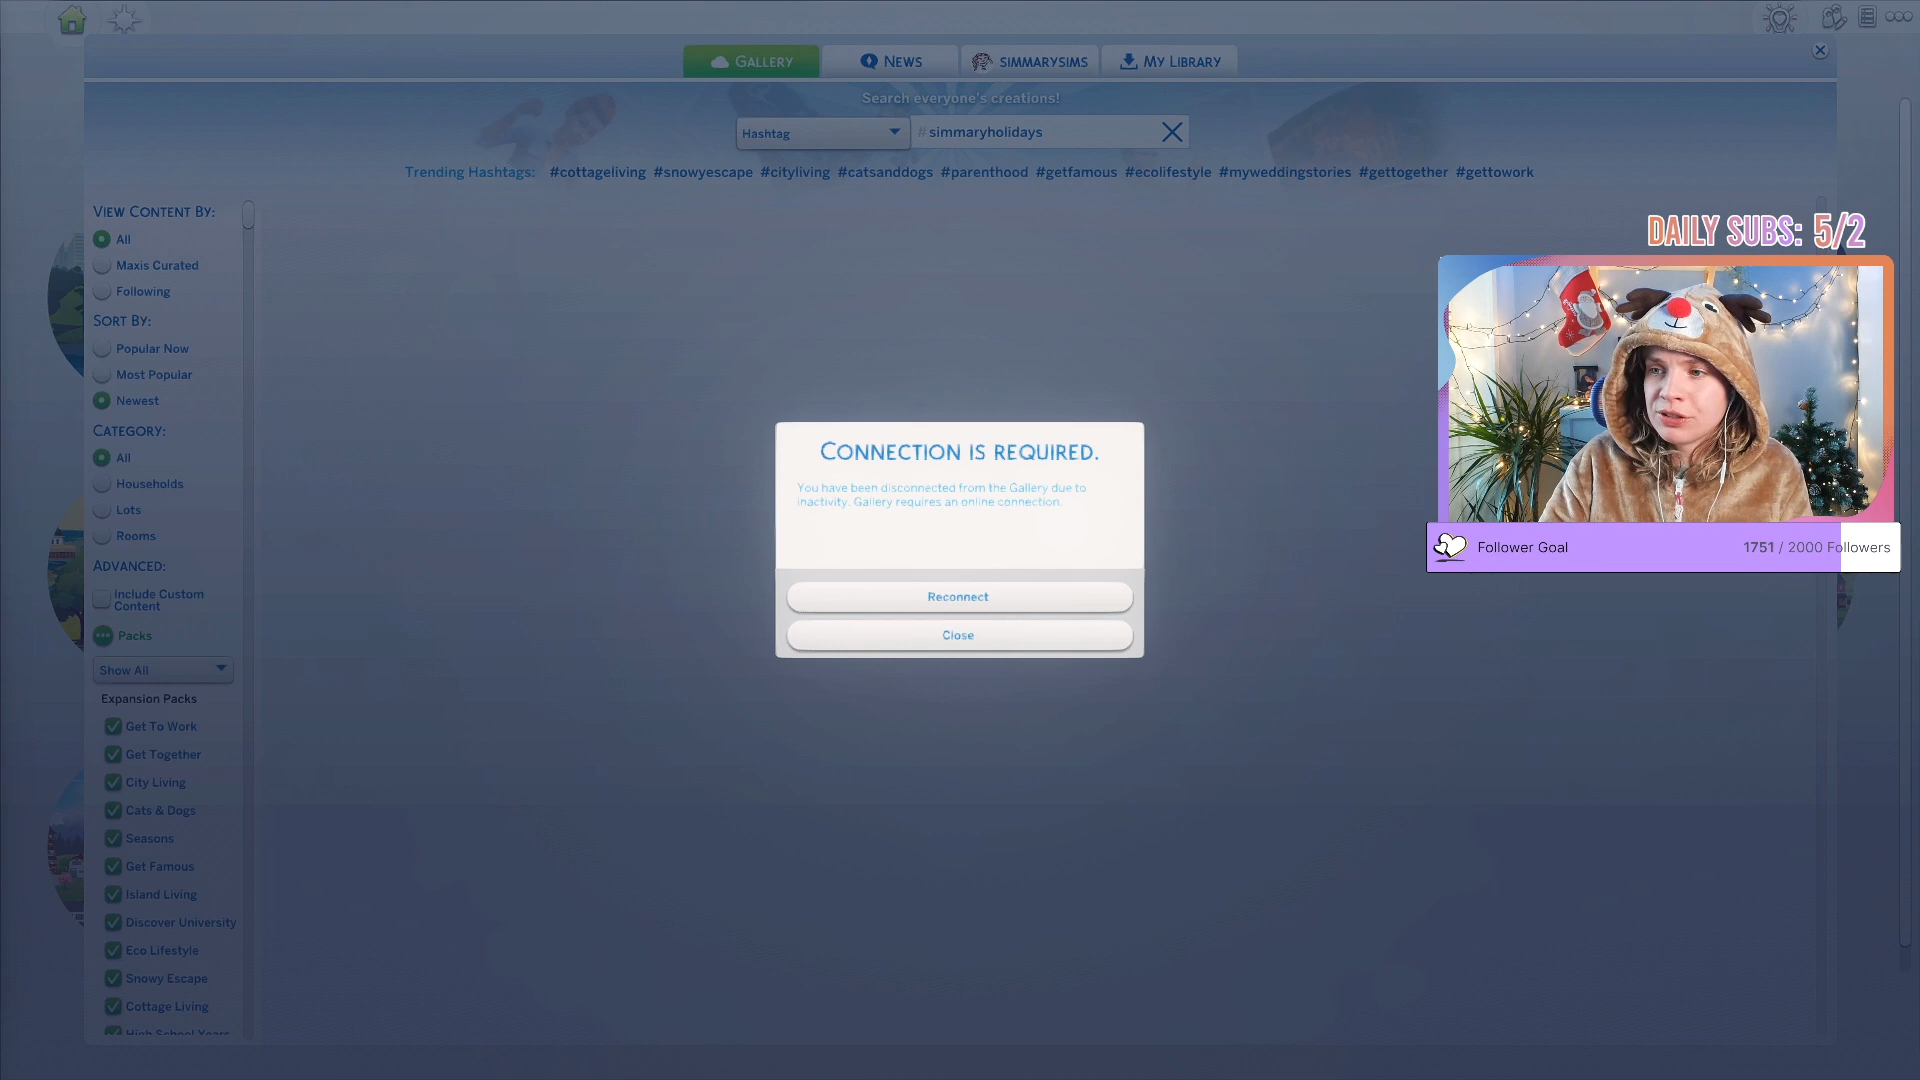 GALLERY
NEWS
SIMMARYSIMS
MY LIBRARY
Search everyone's creations!
Hashtag
# simmaryholidays
Trending Hashtags: #cottageliving #snowyescape #cityliving #catsanddogs #parenthood #getfamous #ecolifestyle #myweddingstories #gettogether #gettowork
VIEW CONTENT BY:
All
Maxis Curated
Following
SORT BY:
Popular Now
Most Popular
Newest
CATEGORY:
All
Households
Lots
Rooms
ADVANCED:
Include Custom
Content
Packs
Show All
Expansion Packs
Get To Work
Get Together
City Living
Cats & Dogs
Seasons
Get Famous
Island Living
Discover University
Eco Lifestyle
Snowy Escape
Cottage Living
High School Years
CONNECTION IS REQUIRED.
You have been disconnected from the Gallery due to
inactivity. Gallery requires an online connection.
Reconnect
Close
DAILY SUBS: 5/2
Follower Goal
1751 / 2000 Followers